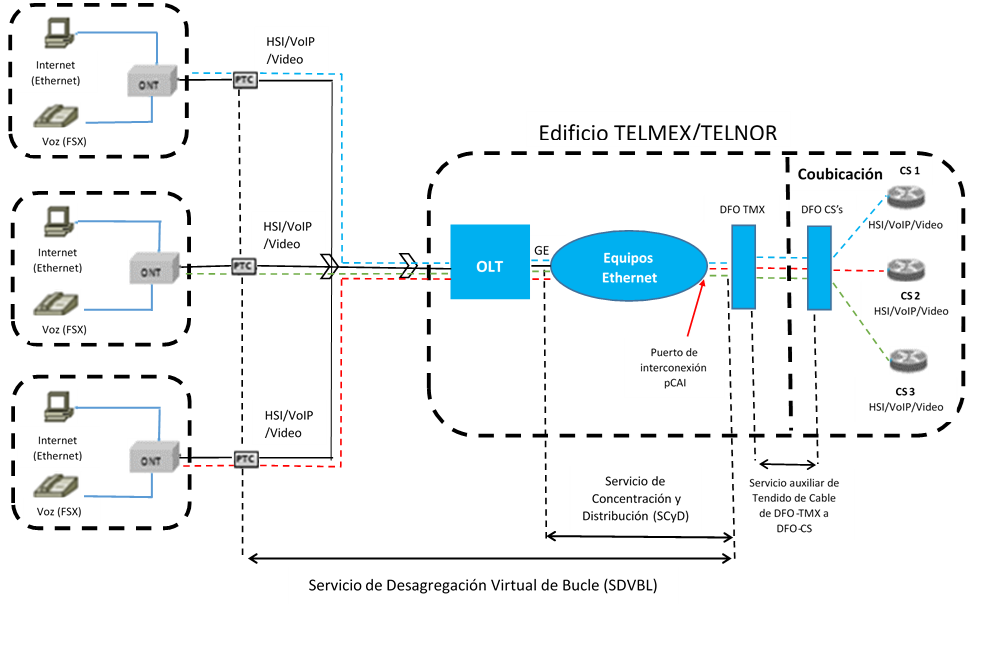 Internet
(Ethernet)
ONT
Voz (FSX)
PTC
HSI/VoIP
/Video
Internet
(Ethernet)
ONT
Voz (FSX)
PTC
HSI/VoIP
/Video
Internet
(Ethernet)
ONT
Voz (FSX)
PTC
HSI/VoIP
/Video
Edificio TELMEX/TELNOR
OLT
GE
Equipos
Ethernet
Puerto de
interconexión
pCAI
DFO TMX
DFO CS's
Coubicación
CS 1
HSI/VoIP/Video
CS 2
HSI/VoIP/Video
CS 3
HSI/VoIP/Video
Servicio de
Concentración y
Distribución (SCyD)
Servicio auxiliar de
Tendido de Cable
de DFO-TMX a
DFO-CS
Servicio de Desagregación Virtual de Bucle (SDVBL)